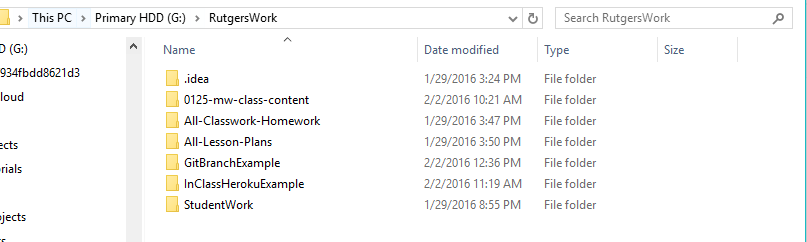 This PC > Primary HDD (G:) > RutgersWork
Search RutgersWork
D (G:)
934fbdd8621d3
loud
jects
rials
ojects
ts
Name Date modified Type Size
.idea 1/29/2016 3:24 PM File folder
0125-mw-class-content 2/2/2016 10:21 AM File folder
All-Classwork-Homework 1/29/2016 3:47 PM File folder
All-Lesson-Plans 1/29/2016 3:50 PM File folder
GitBranchExample 2/2/2016 12:36 PM File folder
InClassHerokuExample 2/2/2016 11:19 AM File folder
StudentWork 1/29/2016 8:55 PM File folder